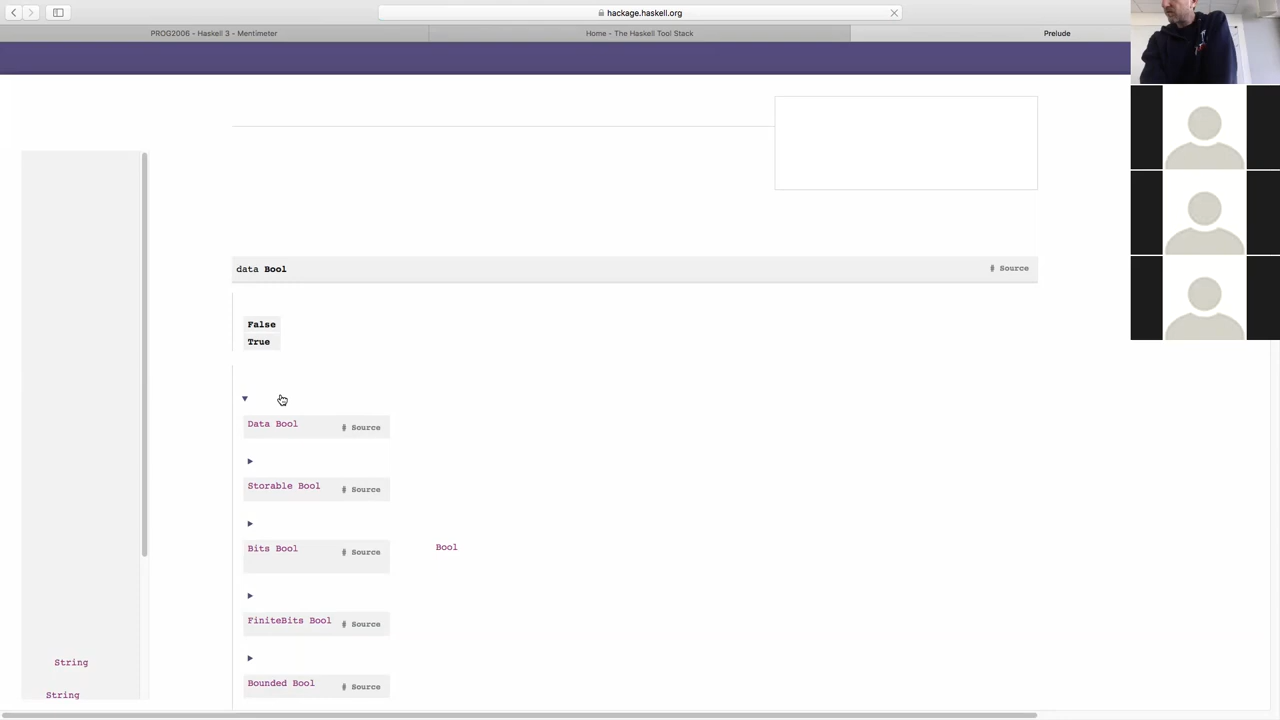 hackage.haskell.org
PROG2006 - Haskell 3 - Mentimeter
Home - The Haskell Tool Stack
Prelude
data Bool
# Source
False
True
Data Bool # Source
Storable Bool # Source
Bits Bool # Source
Bool
FiniteBits Bool # Source
String
Bounded Bool # Source
String